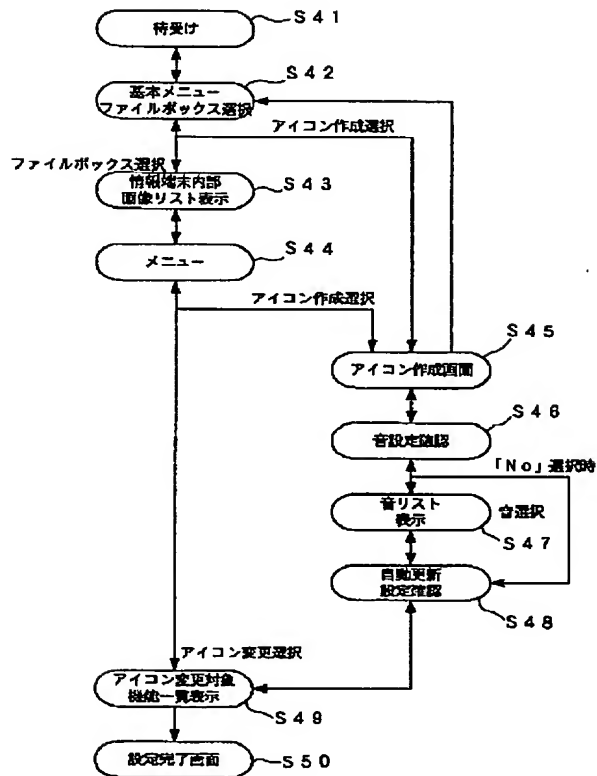 待受け
S41
基本メニュー
ファイルボックス選択
S42
アイコン作成選択
ファイルボックス選択
情報端末内部
画像リスト表示
S43
メニュー
S44
アイコン作成選択
アイコン作成画面
S45
音設定確認
S46
「No」選択時
音リスト
表示
音選択
S47
自動更新
設定確認
S48
アイコン変更選択
アイコン変更対象
機能一覧表示
S49
設定完了画面
S50